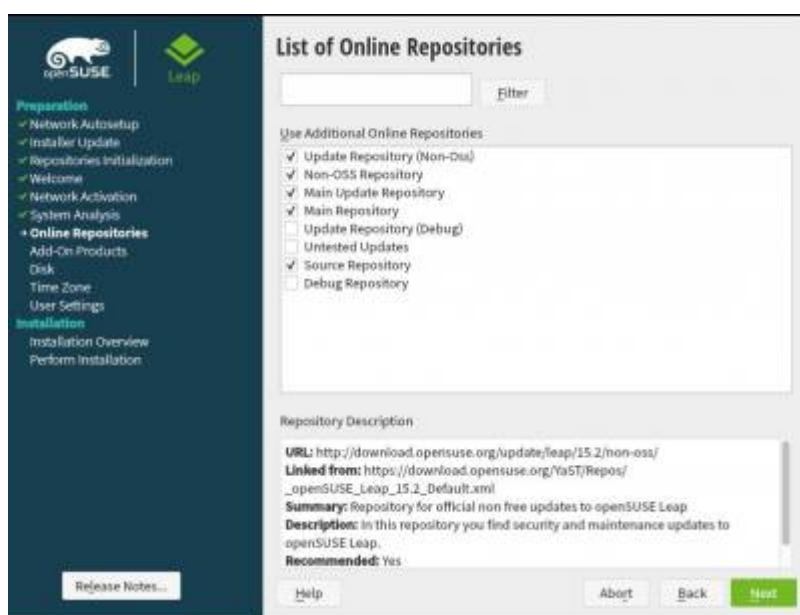 openSUSE
Leap
Preparation
Network Autosetup
Installer Update
Repositories Initialization
Welcome
Network Activation
System Analysis
Online Repositories
Add-On Products
Disk
Time Zone
User Settings
Installation
Installation Overview
Perform Installation
Release Notes...
List of Online Repositories
Filter
Use Additional Online Repositories
Update Repository (Non-Oss)
Non-OSS Repository
Main Update Repository
Main Repository
Update Repository (Debug)
Untested Updates
Source Repository
Debug Repository
Repository Description
URL: http://download.opensuse.org/update/leap/15.2/non-oss/
Linked from: https://download.opensuse.org/YaST/Repos/
_openSUSE_Leap_15.2_Default.xml
Summary: Repository for official non free updates to openSUSE Leap
Description: In this repository you find security and maintenance updates to
openSUSE Leap.
Recommended: Yes
Help
Abort
Back
Next